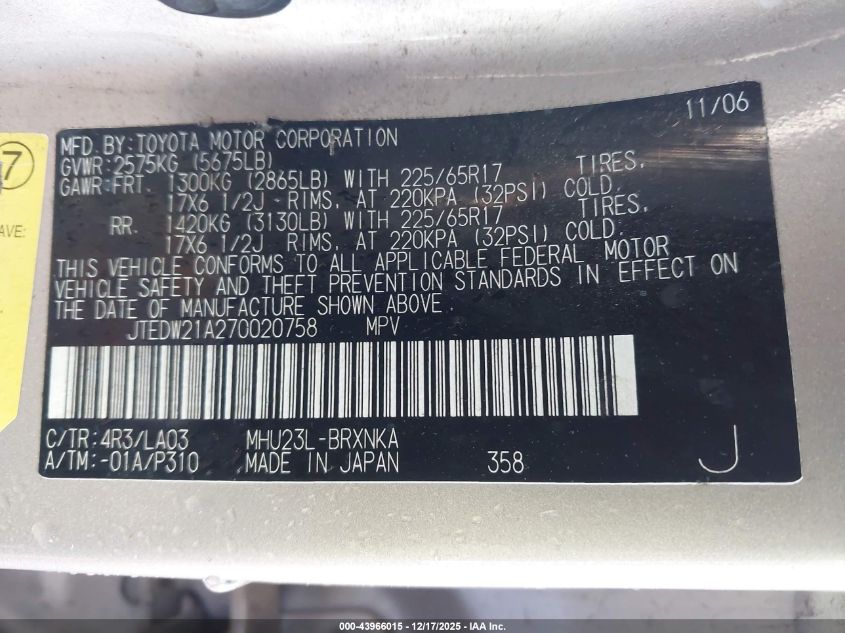 11/06
MFD. BY: TOYOTA MOTOR CORPORATION
GVWR: 2575KG (5675LB)
GAWR: FRT. 1300KG (2865LB) WITH 225/65R17 TIRES,
17X6 1/2J RIMS, AT 220KPA (32PSI) COLD.
RR. 1420KG (3130LB) WITH 225/65R17 TIRES,
17X6 1/2J RIMS, AT 220KPA (32PSI) COLD.
THIS VEHICLE CONFORMS TO ALL APPLICABLE FEDERAL MOTOR
VEHICLE SAFETY AND THEFT PREVENTION STANDARDS IN EFFECT ON
THE DATE OF MANUFACTURE SHOWN ABOVE.
JTEDW21A270020758 MPV
C/TR: 4R3/LA03 MHU23L-BRXNKA
A/TM: -01A/P310 MADE IN JAPAN 358 J
7
AVE:
000-43966015 - 12/17/2025 - IAA Inc.